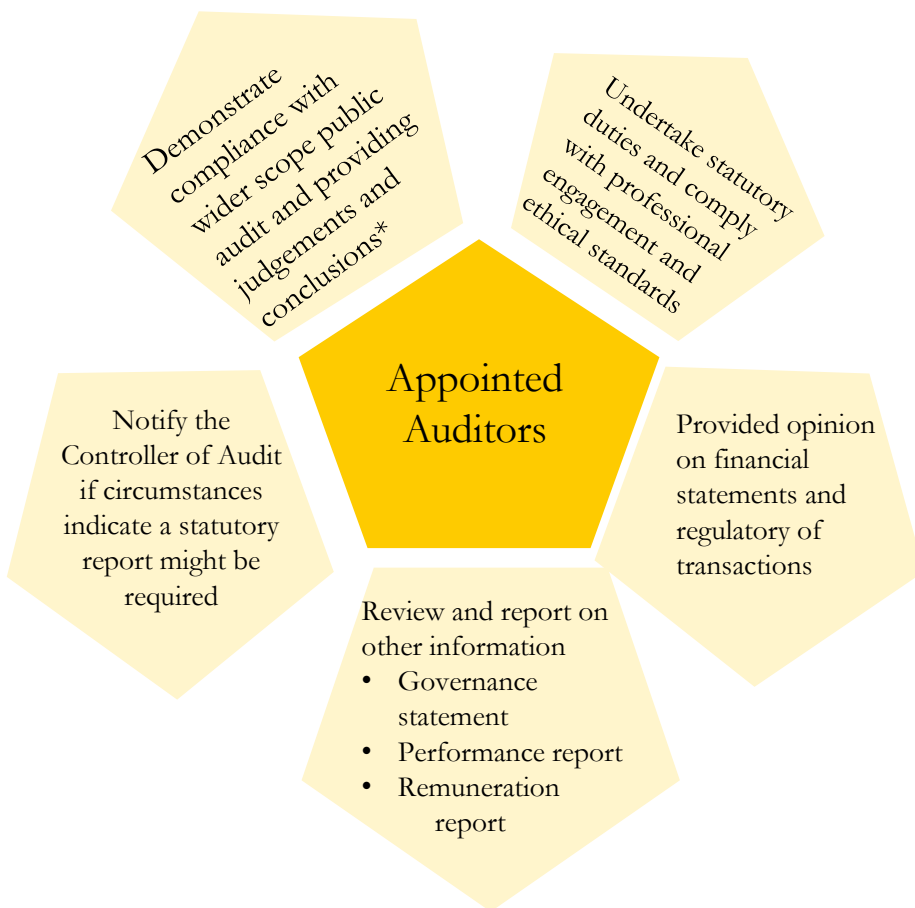 Demonstrate
compliance with
wider scope public
audit and providing
judgements and
conclusions*
Undertake statutory
duties and comply
with professional
engagement and
ethical standards
Appointed
Auditors
Notify the
Controller of Audit
if circumstances
indicate a statutory
report might be
required
Provided opinion
on financial
statements and
regulatory of
transactions
Review and report on
other information
• Governance
statement
• Performance report
• Remuneration
report